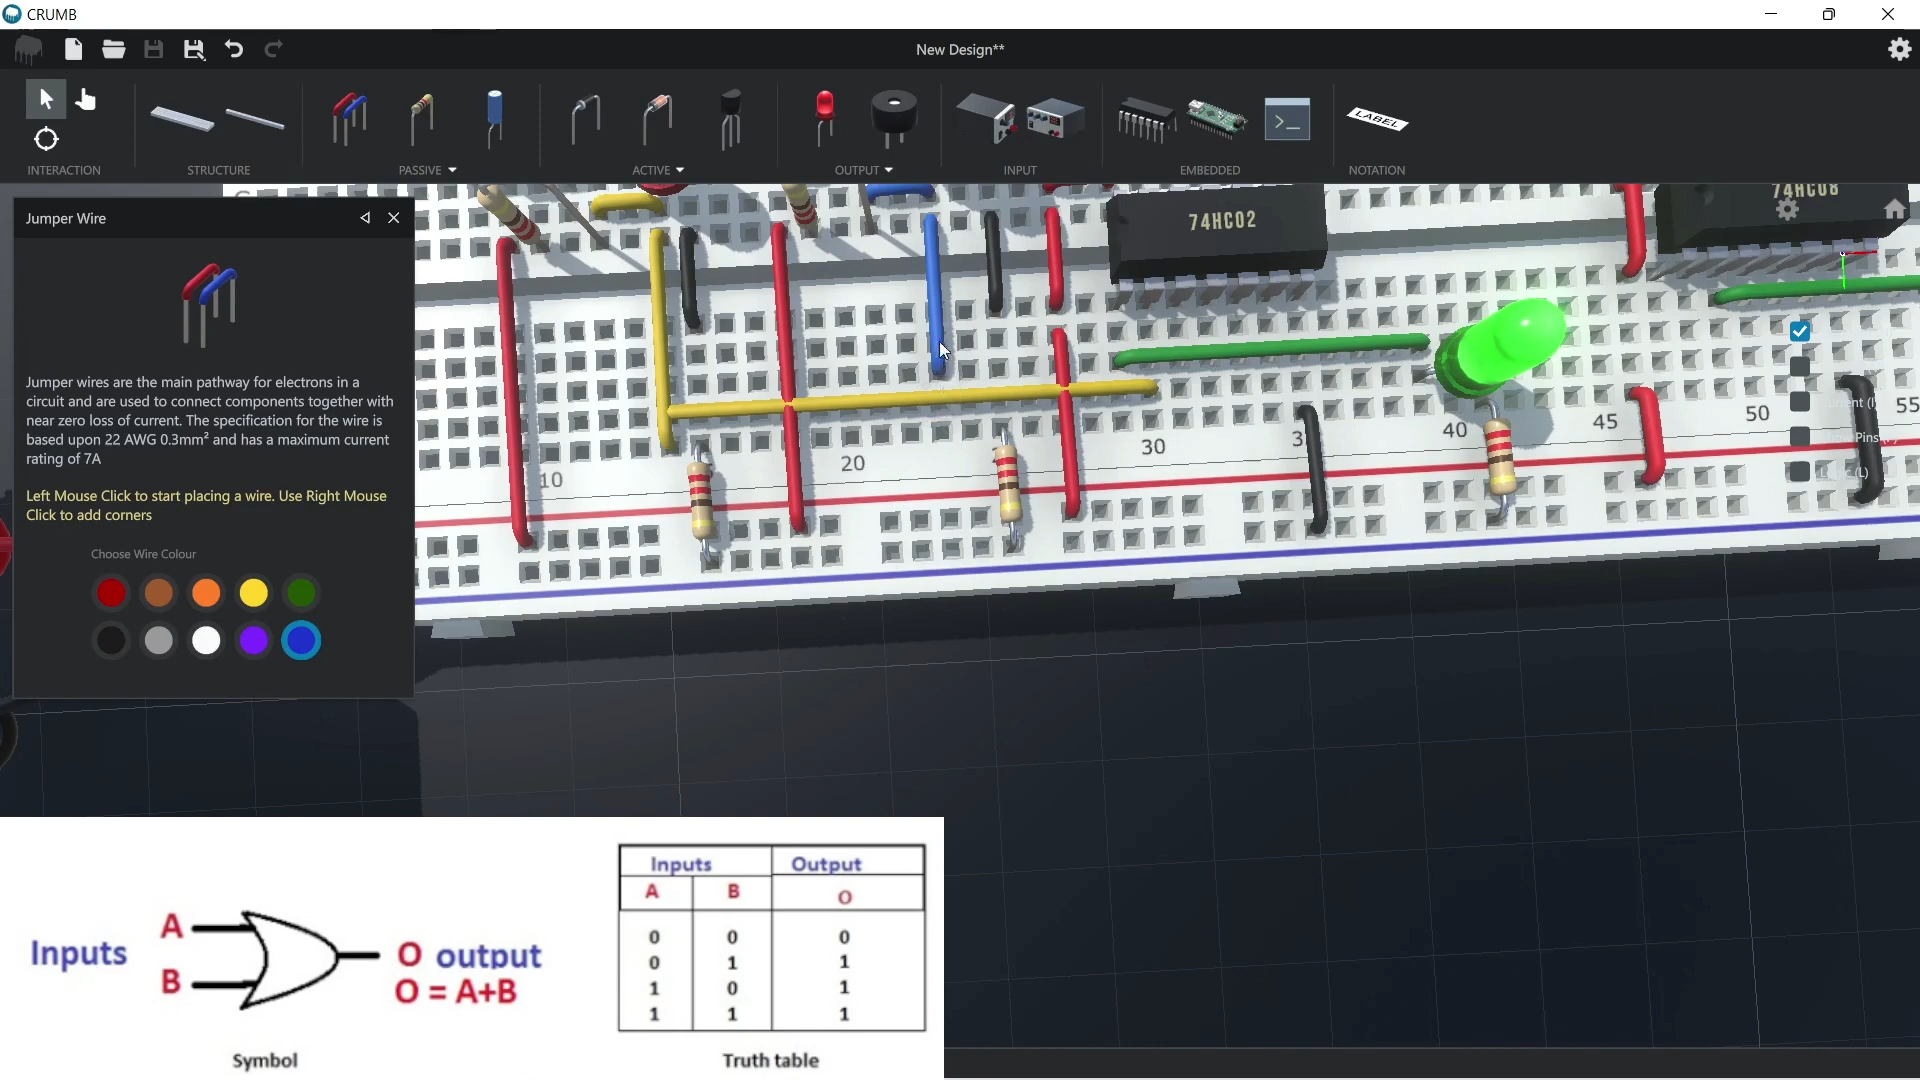 CRUMB
New Design**
LABEL
INTERACTION
STRUCTURE
PASSIVE
ACTIVE
OUTPUT
INPUT
EMBEDDED
NOTATION
Jumper Wire
74HC02
74HC08
Jumper wires are the main pathway for electrons in a
circuit and are used to connect components together with
near zero loss of current. The specification for the wire is
based upon 22 AWG 0.3mm² and has a maximum current
rating of 7A
Left Mouse Click to start placing a wire. Use Right Mouse
Click to add corners
Choose Wire Colour
10
20
30
3
40
45
50
55
Inputs
A
B
O output
O = A+B
Symbol
Inputs Output
A B O
0 0 0
0 1 1
1 0 1
1 1 1
Truth table